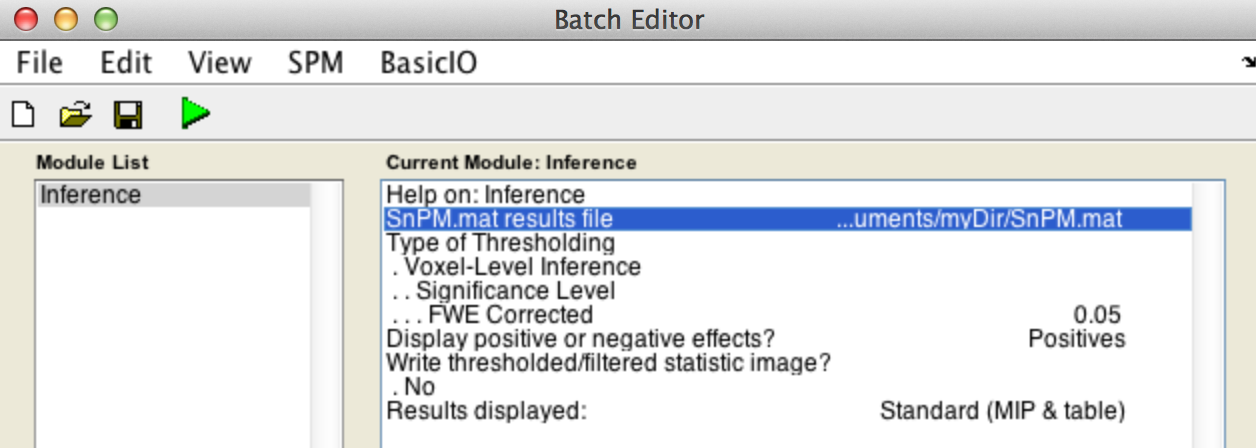 Batch Editor
File Edit View SPM BasicIO
Module List
Inference
Current Module: Inference
Help on: Inference
SnPM.mat results file ...uments/myDir/SnPM.mat
Type of Thresholding
. Voxel-Level Inference
. . Significance Level
. . . FWE Corrected 0.05
Display positive or negative effects? Positives
Write thresholded/filtered statistic image?
. No
Results displayed: Standard (MIP & table)